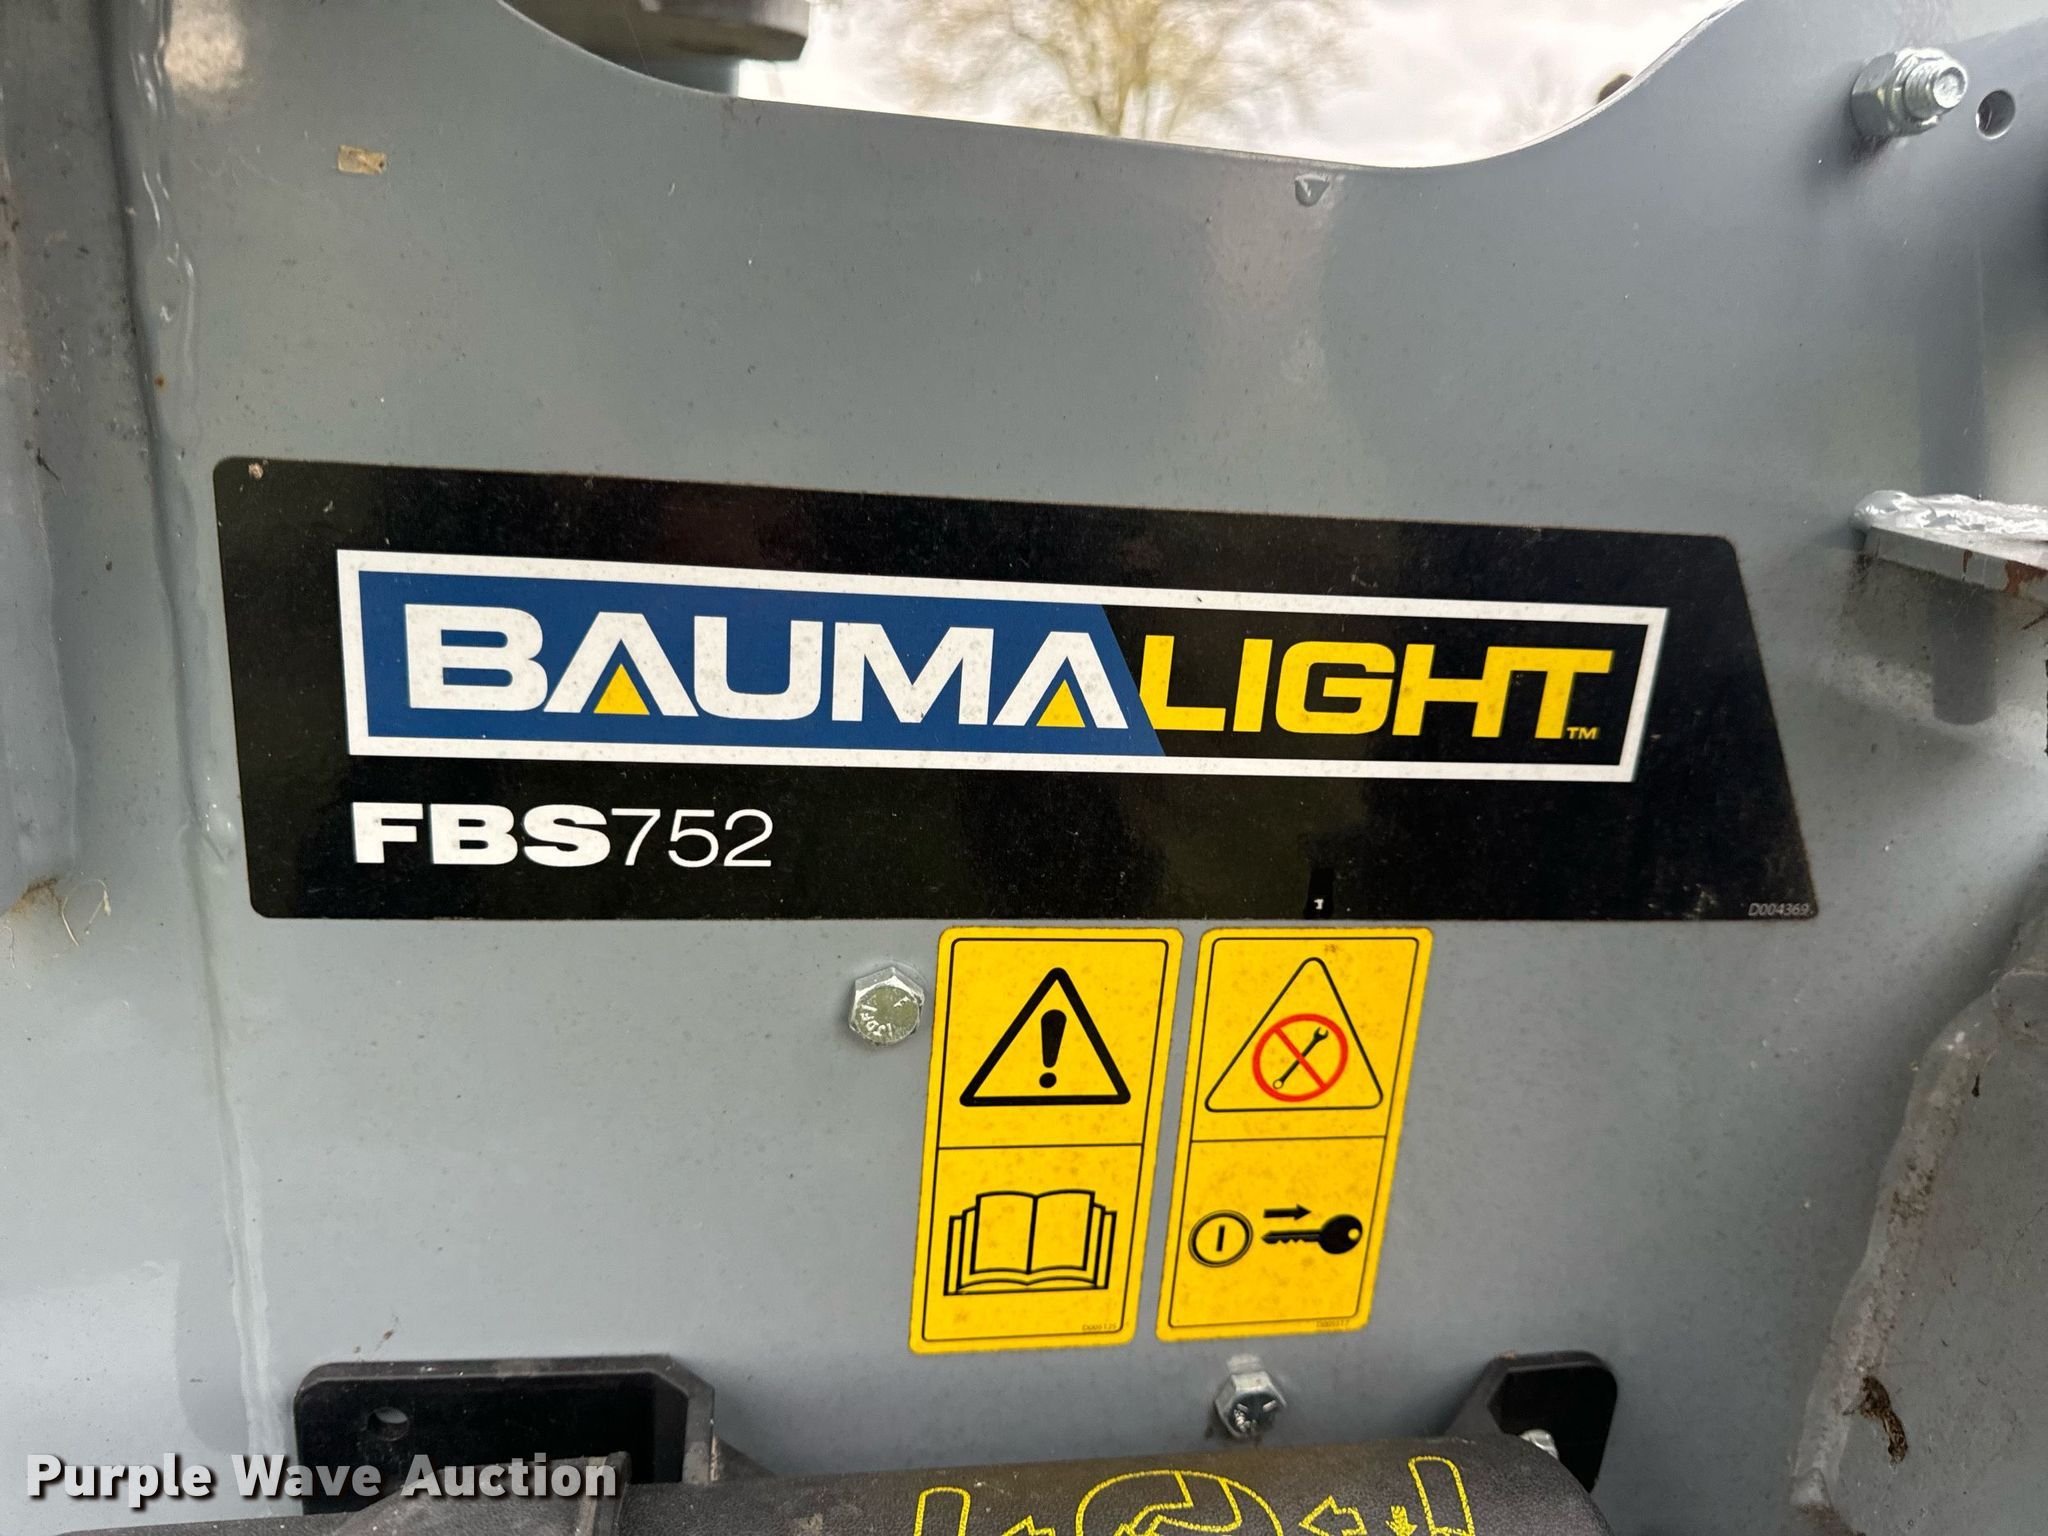 BAUMALIGHT™
FBS752
D004369
Purple Wave Auction